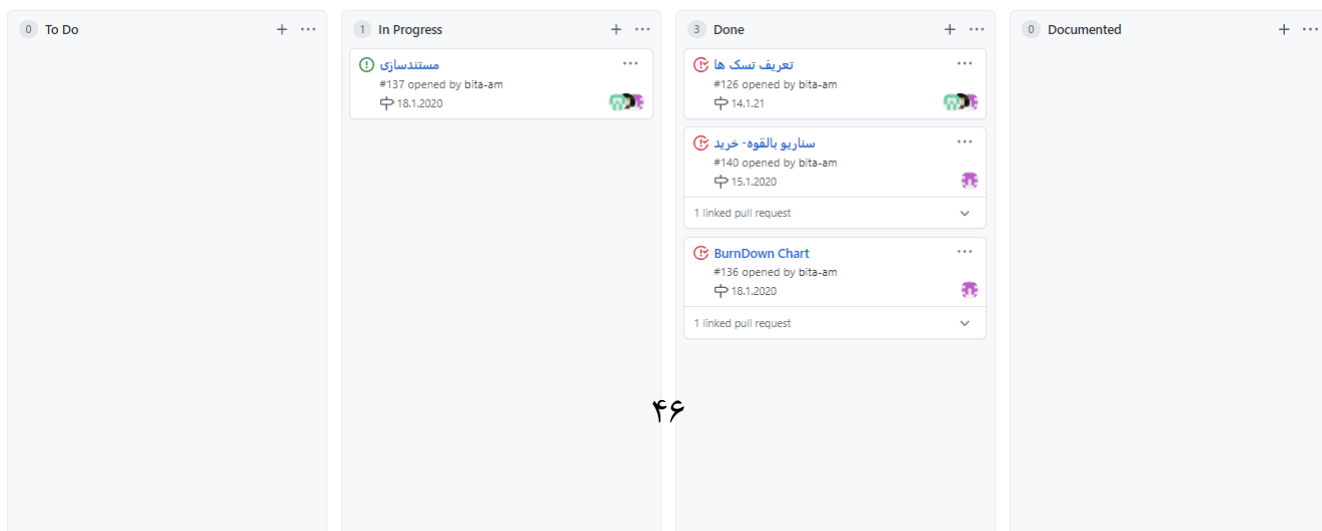 0 To Do
1 In Progress
مستندسازی
#137 opened by bita-am
18.1.2020
3 Done
تعریف تسک ها
#126 opened by bita-am
14.1.21
سناریو بالقوه- خرید
#140 opened by bita-am
15.1.2020
1 linked pull request
BurnDown Chart
#136 opened by bita-am
18.1.2020
1 linked pull request
0 Documented
۴۶